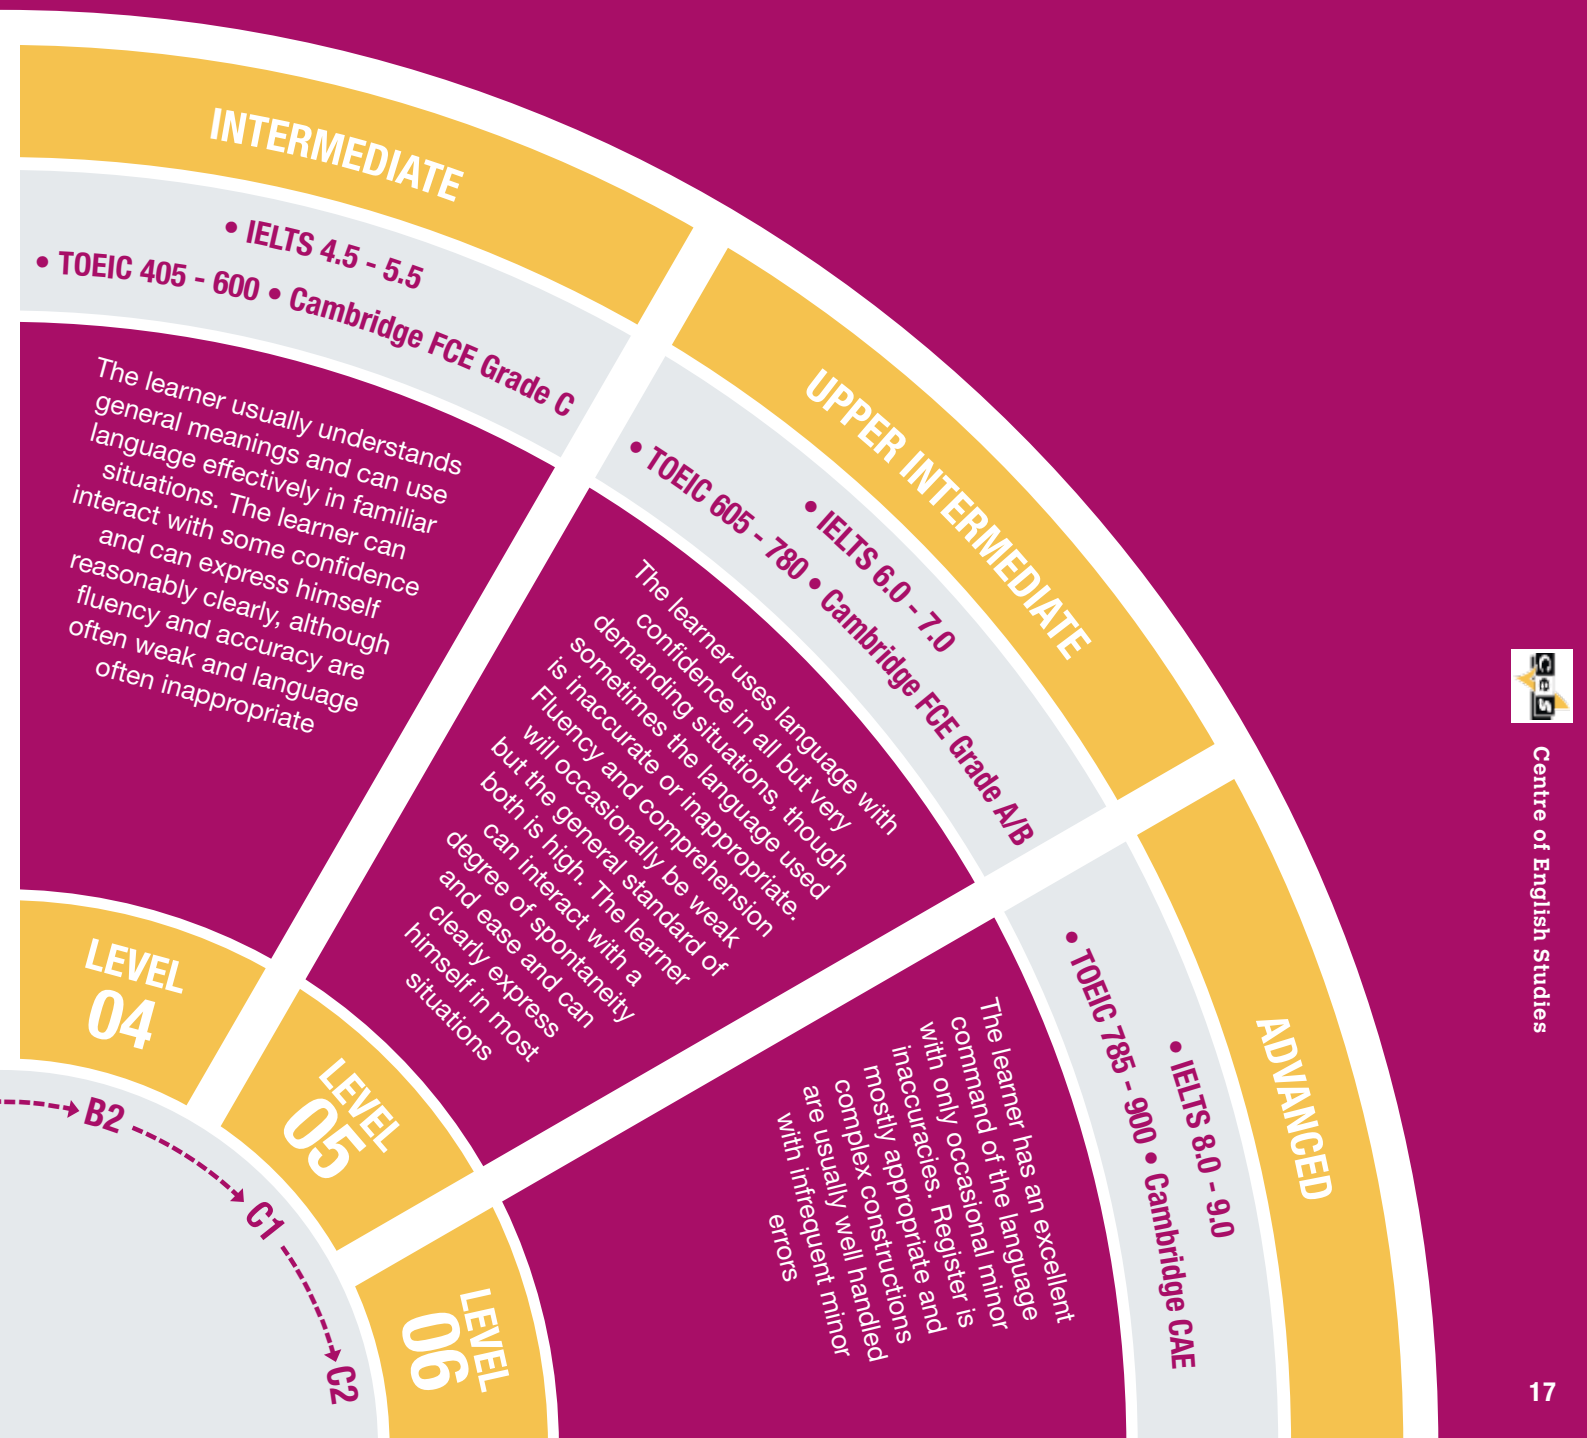 INTERMEDIATE
• IELTS 4.5 - 5.5
• TOEIC 405 - 600 • Cambridge FCE Grade C
The learner usually understands
general meanings and can use
language effectively in familiar
situations. The learner can
interact with some confidence
and can express himself
reasonably clearly, although
fluency and accuracy are
often weak and language
often inappropriate
LEVEL
04
UPPER INTERMEDIATE
• IELTS 6.0 - 7.0
• TOEIC 605 - 780 • Cambridge FCE Grade A/B
The learner uses language with
confidence in all but very
demanding situations, though
sometimes the language used
is inaccurate or inappropriate.
Fluency and comprehension
will occasionally be weak
but the general standard of
both is high. The learner
can interact with a
degree of spontaneity
and ease and can
clearly express
himself in most
situations
LEVEL
05
ADVANCED
• IELTS 8.0 - 9.0
• TOEIC 785 - 900 • Cambridge CAE
The learner has an excellent
command of the language
with only occasional minor
inaccuracies. Register is
mostly appropriate and
complex constructions
are usually well handled
with infrequent minor
errors
LEVEL
06
B2
C1
C2
CeS
Centre of English Studies
17